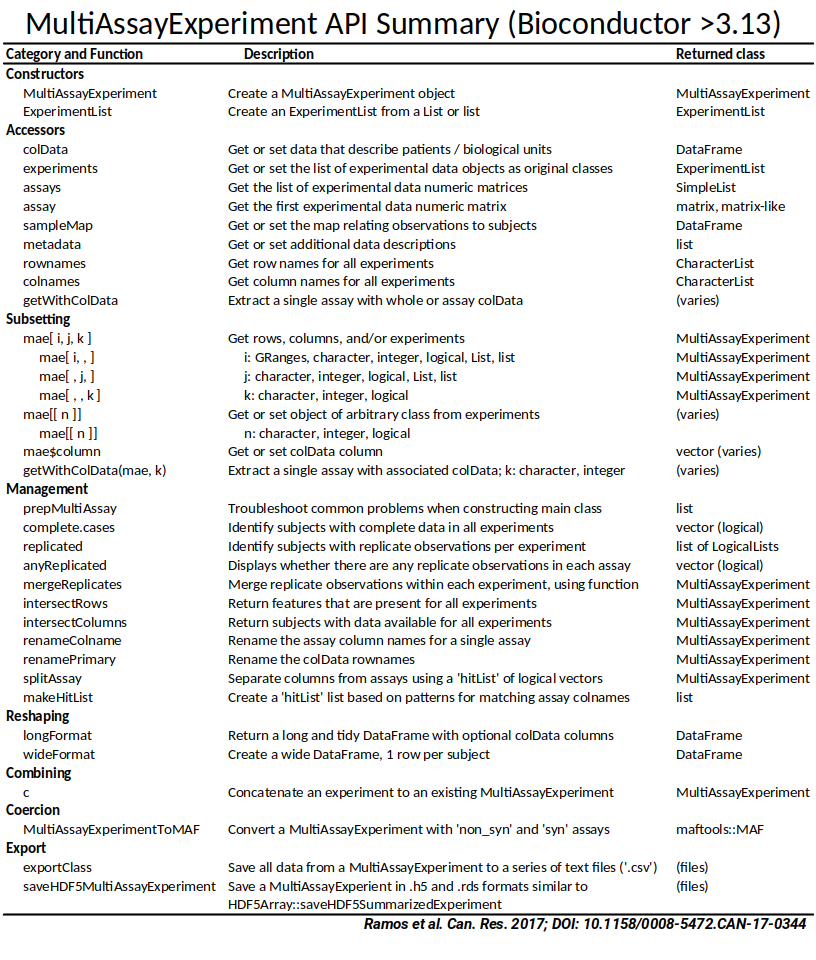 MultiAssayExperiment API Summary (Bioconductor >3.13)
Category and Function Description Returned class
Constructors
MultiAssayExperiment Create a MultiAssayExperiment object MultiAssayExperiment
ExperimentList Create an ExperimentList from a List or list ExperimentList
Accessors
colData Get or set data that describe patients / biological units DataFrame
experiments Get or set the list of experimental data objects as original classes ExperimentList
assays Get the list of experimental data numeric matrices SimpleList
assay Get the first experimental data numeric matrix matrix, matrix-like
sampleMap Get or set the map relating observations to subjects DataFrame
metadata Get or set additional data descriptions list
rownames Get row names for all experiments CharacterList
colnames Get column names for all experiments CharacterList
getWithColData Extract a single assay with whole or assay colData (varies)
Subsetting
mae[ i, j, k ] Get rows, columns, and/or experiments MultiAssayExperiment
mae[ i, , ] i: GRanges, character, integer, logical, List, list MultiAssayExperiment
mae[ , j, ] j: character, integer, logical, List, list MultiAssayExperiment
mae[ , , k ] k: character, integer, logical MultiAssayExperiment
mae[[ n ]] Get or set object of arbitrary class from experiments (varies)
mae[[ n ]] n: character, integer, logical
mae$column Get or set colData column vector (varies)
getWithColData(mae, k) Extract a single assay with associated colData; k: character, integer (varies)
Management
prepMultiAssay Troubleshoot common problems when constructing main class list
complete.cases Identify subjects with complete data in all experiments vector (logical)
replicated Identify subjects with replicate observations per experiment list of LogicalLists
anyReplicated Displays whether there are any replicate observations in each assay vector (logical)
mergeReplicates Merge replicate observations within each experiment, using function MultiAssayExperiment
intersectRows Return features that are present for all experiments MultiAssayExperiment
intersectColumns Return subjects with data available for all experiments MultiAssayExperiment
renameColname Rename the assay column names for a single assay MultiAssayExperiment
renamePrimary Rename the colData rownames MultiAssayExperiment
splitAssay Separate columns from assays using a 'hitList' of logical vectors MultiAssayExperiment
makeHitList Create a 'hitList' list based on patterns for matching assay colnames list
Reshaping
longFormat Return a long and tidy DataFrame with optional colData columns DataFrame
wideFormat Create a wide DataFrame, 1 row per subject DataFrame
Combining
c Concatenate an experiment to an existing MultiAssayExperiment MultiAssayExperiment
Coercion
MultiAssayExperimentToMAF Convert a MultiAssayExperiment with 'non_syn' and 'syn' assays maftools::MAF
Export
exportClass Save all data from a MultiAssayExperiment to a series of text files ('.csv') (files)
saveHDF5MultiAssayExperiment Save a MultiAssayExperient in .h5 and .rds formats similar to (files)
HDF5Array::saveHDF5SummarizedExperiment
Ramos et al. Can. Res. 2017; DOI: 10.1158/0008-5472.CAN-17-0344